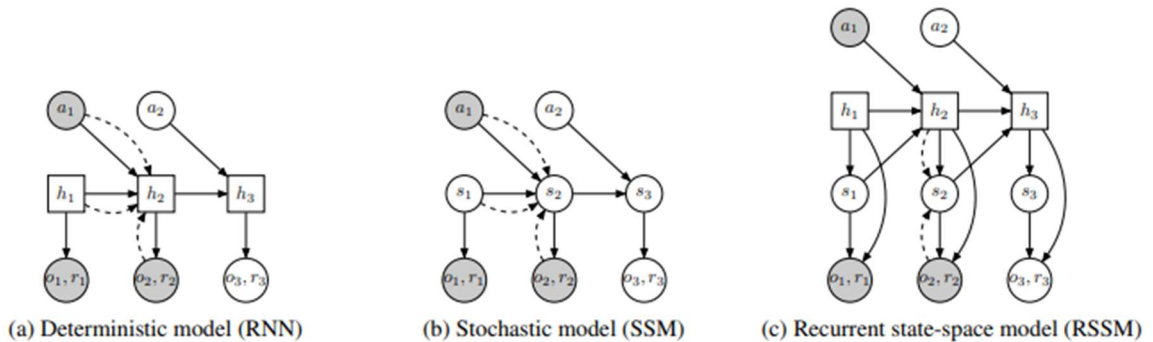 a₁ a₂
h₁ h₂ h₃
o₁, r₁ o₂, r₂ o₃, r₃
(a) Deterministic model (RNN)
a₁ a₂
s₁ s₂ s₃
o₁, r₁ o₂, r₂ o₃, r₃
(b) Stochastic model (SSM)
a₁ a₂
h₁ h₂ h₃
s₁ s₂ s₃
o₁, r₁ o₂, r₂ o₃, r₃
(c) Recurrent state-space model (RSSM)